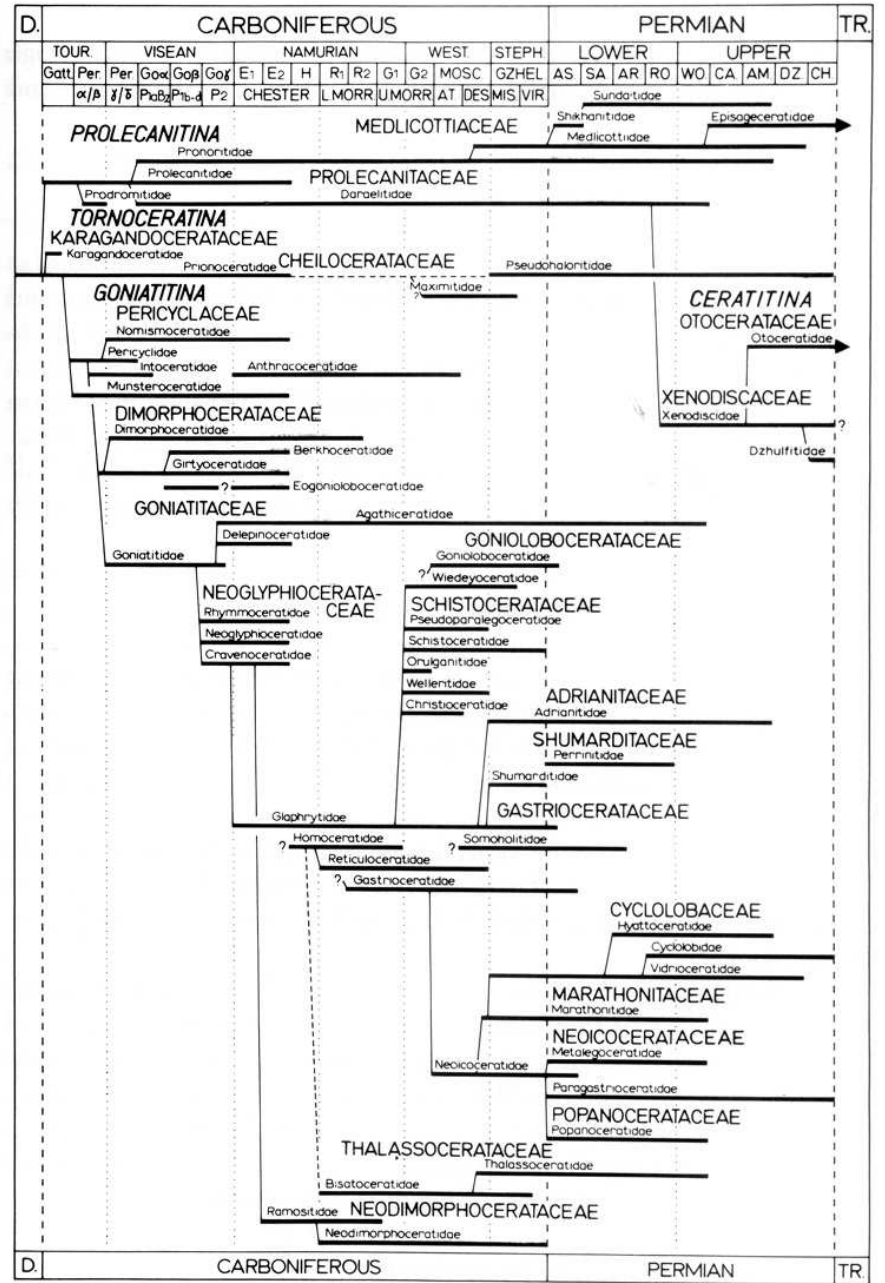 D. CARBONIFEROUS PERMIAN TR.
TOUR. VISEAN NAMURIAN WEST. STEPH. LOWER UPPER
Gatt. Per. Per Goα Goβ Goγ E1 E2 H R1 R2 G1 G2 MOSC GZHEL AS. SA AR RO WO. CA. AM. DZ CH.
α/β γ/δ P1b-d P2 CHESTER L.MORR. U.MORR. AT DES MIS. VIR.
Sundaitidae
Shikhanitidae Episageceratidae
MEDLICOTTIACEAE
PROLECANITINA
Medlicottiidae
Pronoritidae
Prolecanitidae PROLECANITACEAE
Prodromitidae Daraelitidae
TORNOCERATINA
KARAGANDOCERATACEAE
Karagandoceratidae
Prionoceratidae CHEILOCERATACEAE Pseudohaloritidae
Maximitidae
?
GONIATITINA CERATITINA
PERICYCLACEAE OTOCERATACEAE
Nomismoceratidae Otoceratidae
Pericyclidae
Intoceratidae Anthracoceratidae
Munsteroceratidae
XENODISCACEAE
DIMORPHOCERATACEAE Xenodiscidae
?
Dimorphoceratidae
Berkhoceratidae Dzhulfitidae
Girtyoceratidae
? Eogonioloboceratidae
GONIATITACEAE
Agathiceratidae
Delepinoceratidae
GONIOLOBOCERATACEAE
Goniatitidae Gonioloboceratidae
? Wiedeyoceratidae
NEOGLYPHIOCERATA-
CEAE
SCHISTOCERATACEAE
Rhymmoceratidae Pseudoparalegoceratidae
Neoglyphioceratidae Schistoceratidae
Cravenoceratidae Orulganitidae
Welleritidae
ADRIANITACEAE
Christioceratidae Adrianitidae
SHUMARDITACEAE
Perrinitidae
Shumarditidae
GASTRIOCERATACEAE
Glaphrytidae
? Homoceratidae ? Somoholitidae
Reticuloceratidae
? Gastrioceratidae
CYCLOLOBACEAE
Hyattoceratidae
Cyclolobidae
Vidrioceratidae
MARATHONITACEAE
Marathonitidae
NEOICOCERATACEAE
Metalegoceratidae
Neoicoceratidae
Paragastrioceratidae
POPANOCERATACEAE
Popanoceratidae
THALASSOCERATACEAE
Thalassoceratidae
Bisatoceratidae
Ramositidae NEODIMORPHOCERATACEAE
Neodimorphoceratidae
D. CARBONIFEROUS PERMIAN TR.